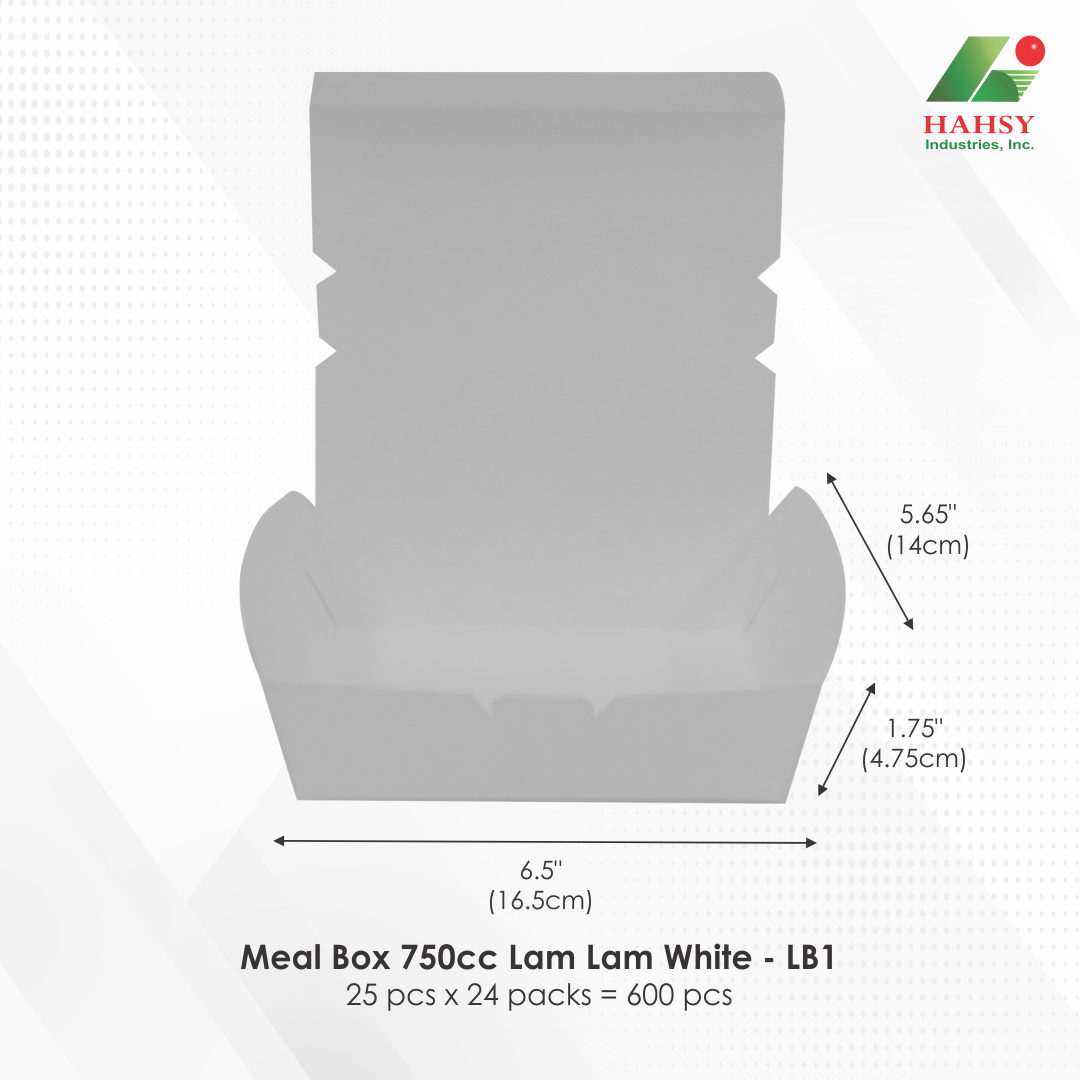 HAHSY
Industries, Inc.
5.65"
(14cm)
1.75"
(4.75cm)
6.5"
(16.5cm)
Meal Box 750cc Lam Lam White - LB1
25 pcs x 24 packs = 600 pcs